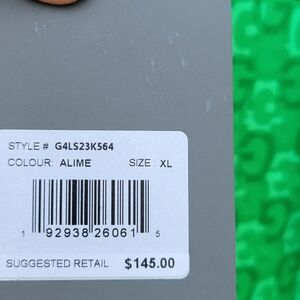 STYLE # G4LS23K564
COLOUR: ALIME SIZE: XL
1 92938 26061 5
SUGGESTED RETAIL $145.00